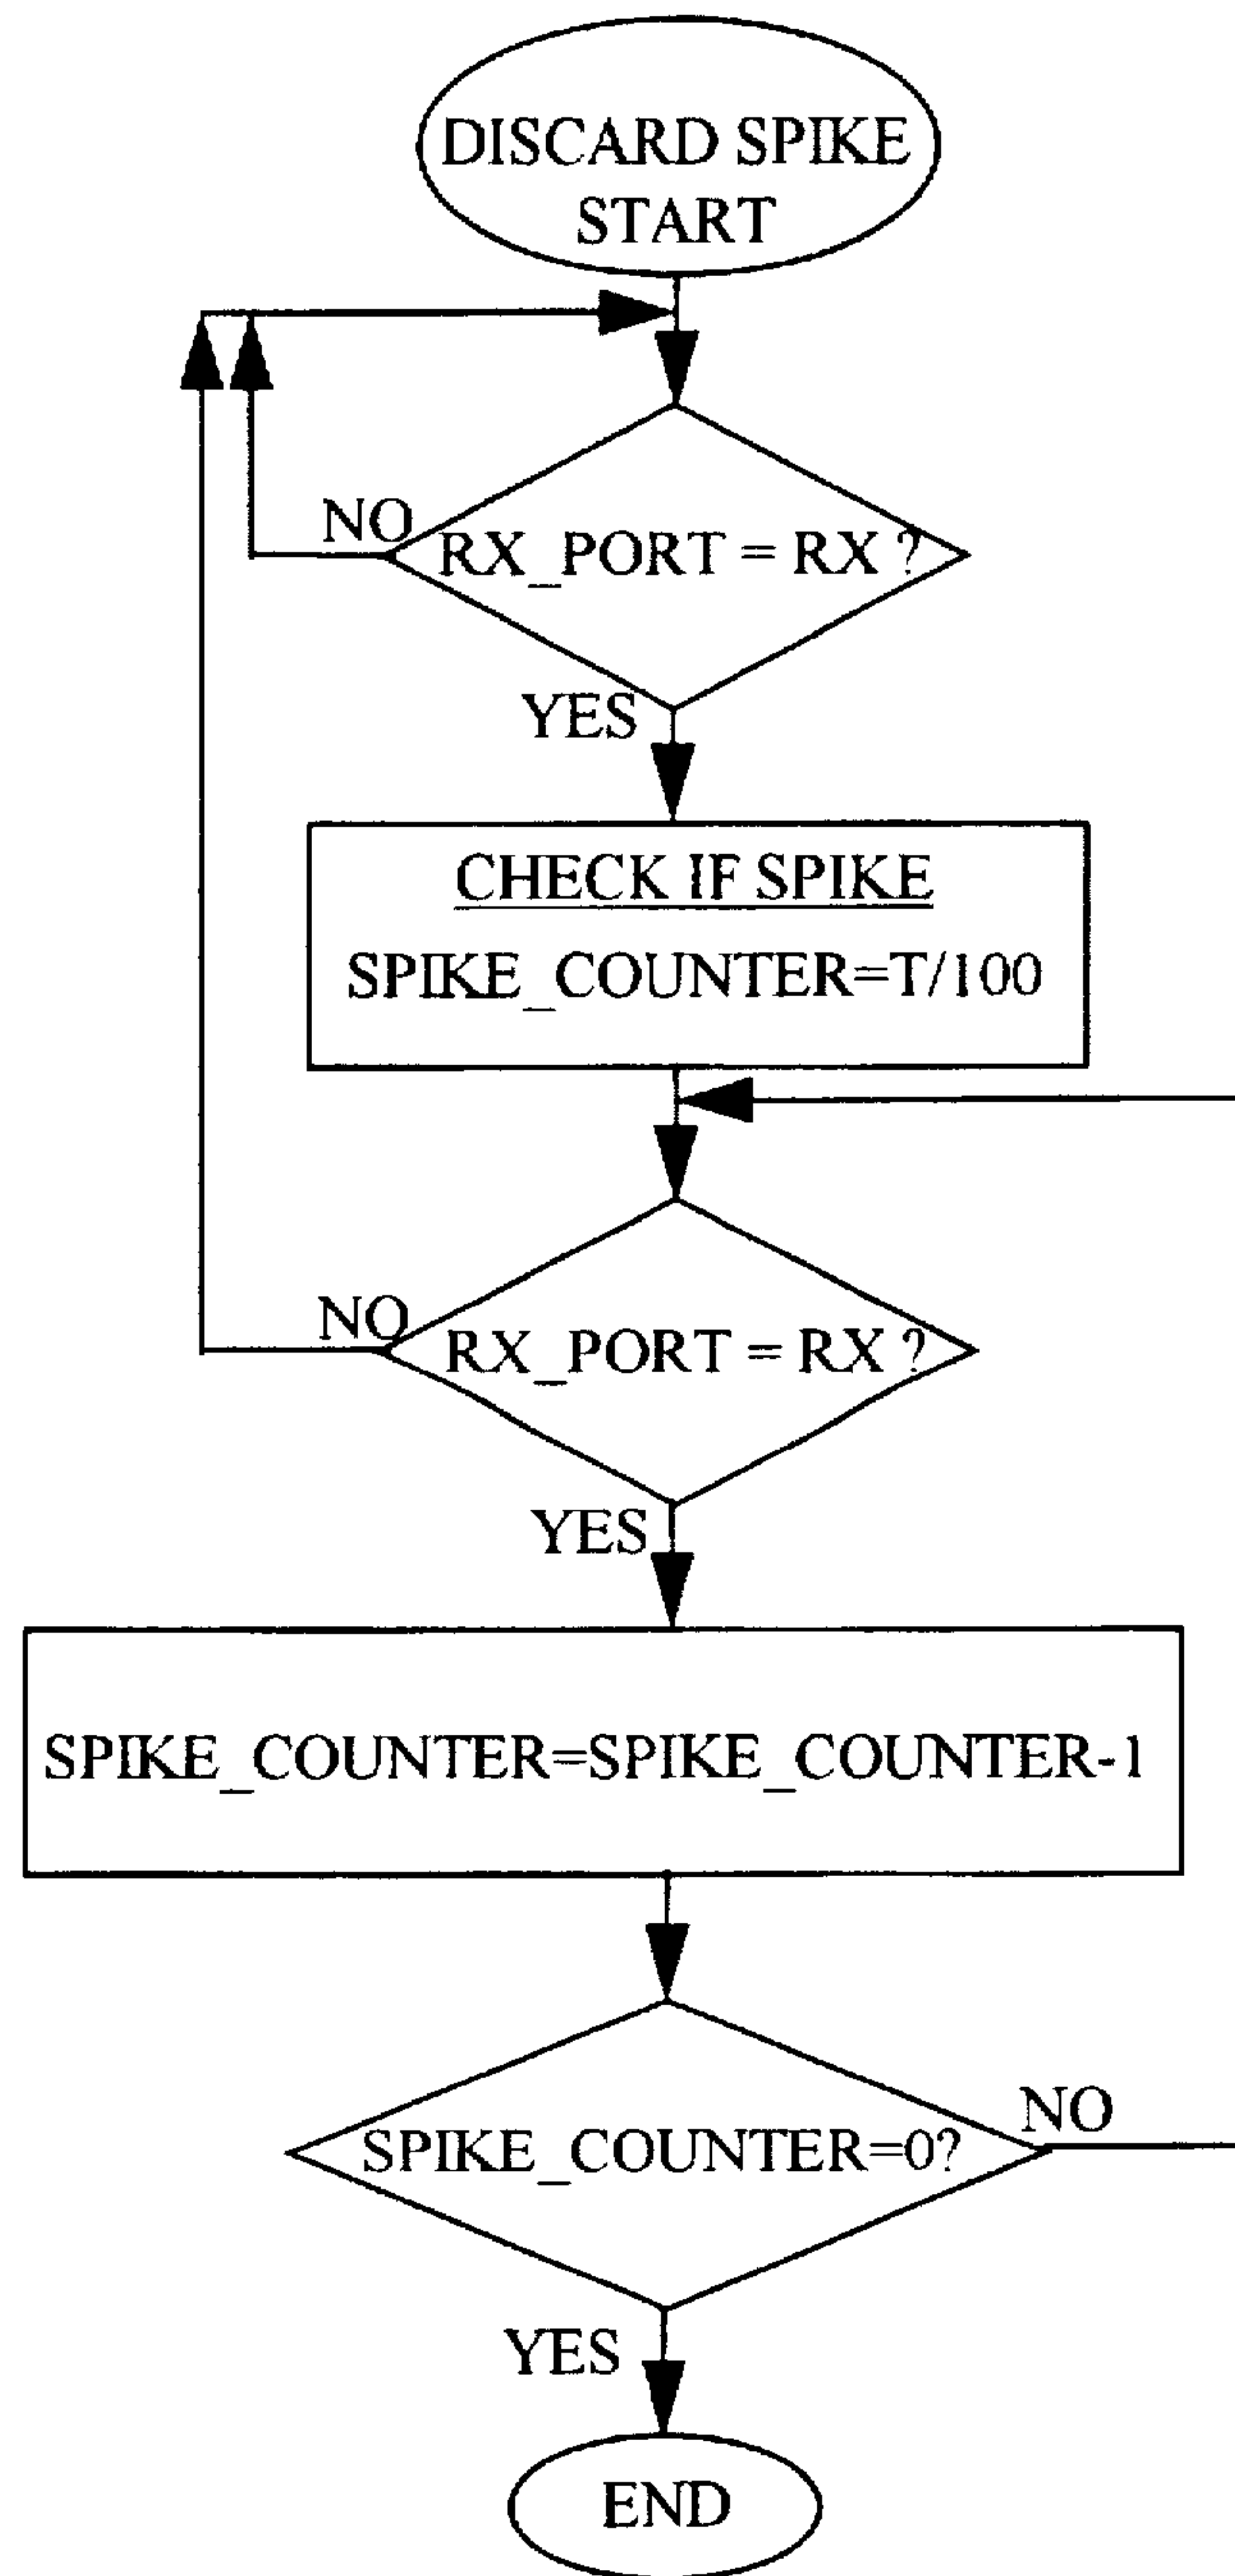 DISCARD SPIKE
START
NO
RX_PORT = RX ?
YES
CHECK IF SPIKE
SPIKE_COUNTER=T/100
NO
RX_PORT = RX ?
YES
SPIKE_COUNTER=SPIKE_COUNTER-1
NO
SPIKE_COUNTER=0?
YES
END